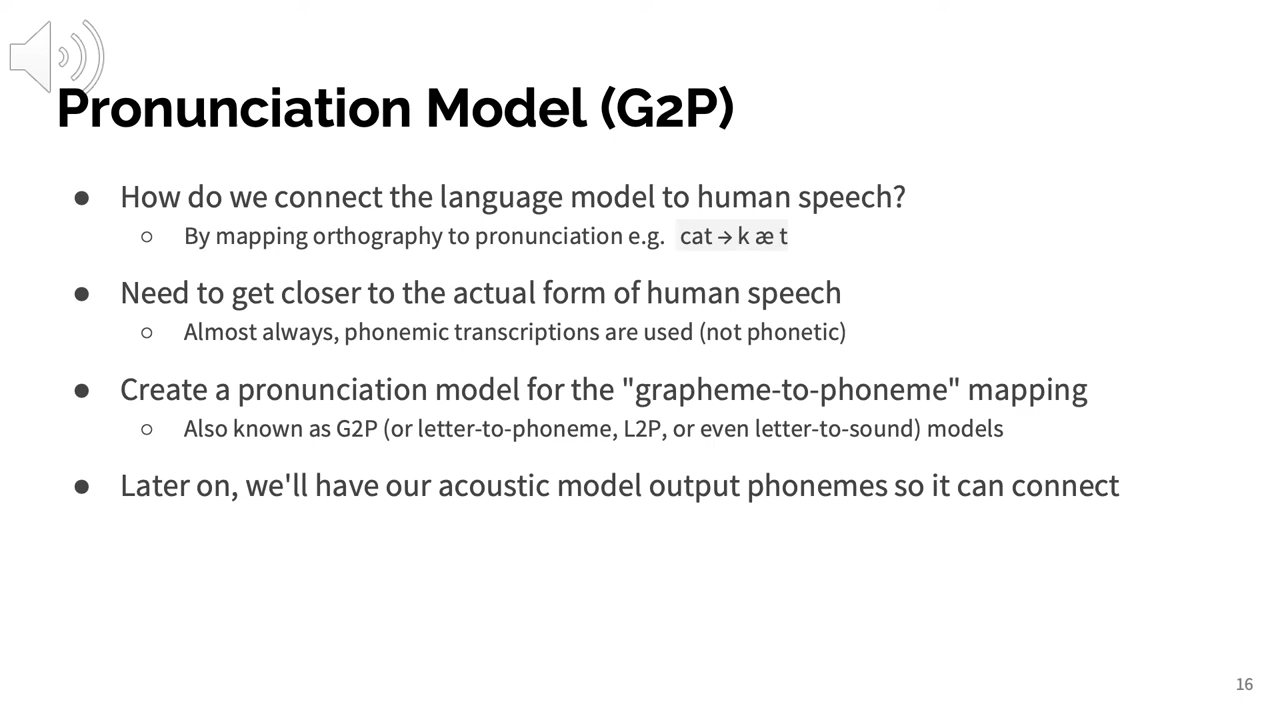 Pronunciation Model (G2P)
● How do we connect the language model to human speech?
○ By mapping orthography to pronunciation e.g. cat → k æ t
● Need to get closer to the actual form of human speech
○ Almost always, phonemic transcriptions are used (not phonetic)
● Create a pronunciation model for the "grapheme-to-phoneme" mapping
○ Also known as G2P (or letter-to-phoneme, L2P, or even letter-to-sound) models
● Later on, we'll have our acoustic model output phonemes so it can connect
16